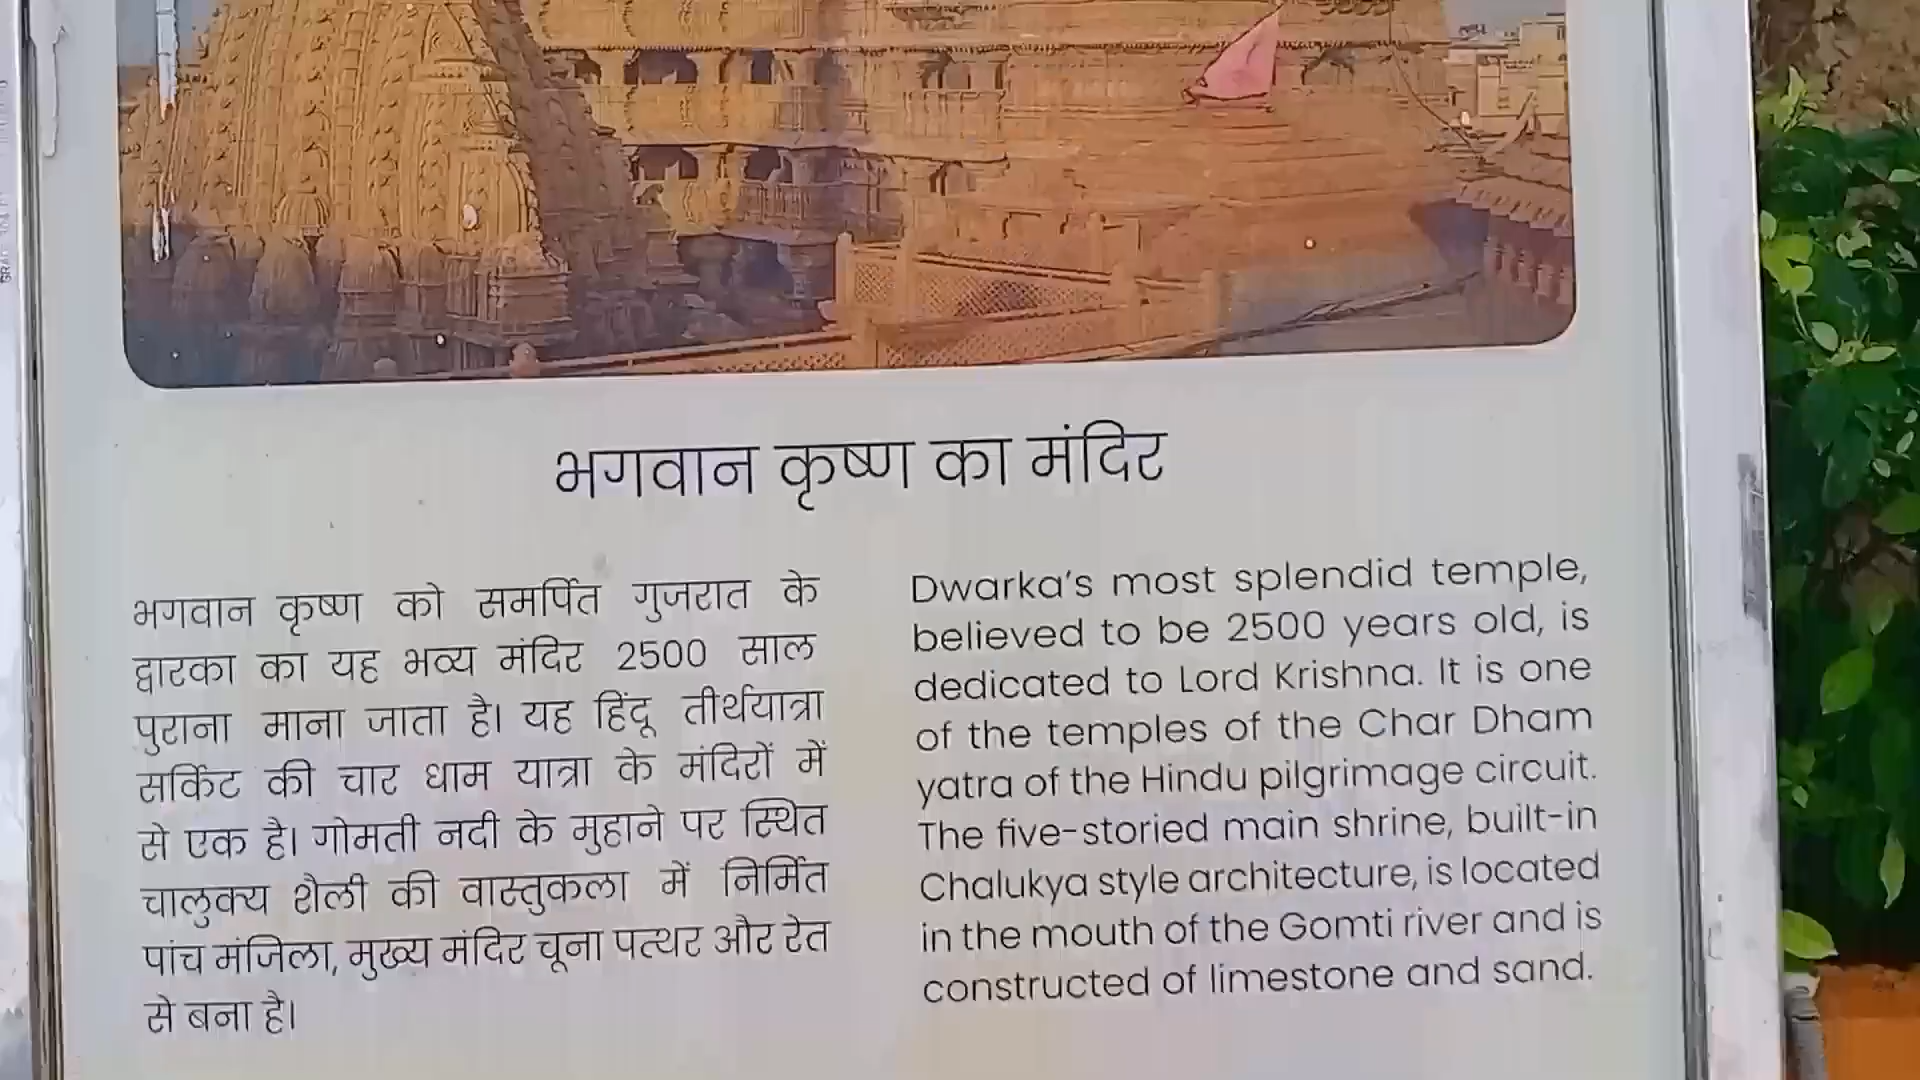 भगवान कृष्ण का मंदिर
भगवान कृष्ण को समर्पित गुजरात के
द्वारका का यह भव्य मंदिर 2500 साल
पुराना माना जाता है। यह हिंदू तीर्थयात्रा
सर्किट की चार धाम यात्रा के मंदिरों में
से एक है। गोमती नदी के मुहाने पर स्थित
चालुक्य शैली की वास्तुकला में निर्मित
पांच मंजिला, मुख्य मंदिर चूना पत्थर और रेत
से बना है।
Dwarka's most splendid temple,
believed to be 2500 years old, is
dedicated to Lord Krishna. It is one
of the temples of the Char Dham
yatra of the Hindu pilgrimage circuit.
The five-storied main shrine, built-in
Chalukya style architecture, is located
in the mouth of the Gomti river and is
constructed of limestone and sand.